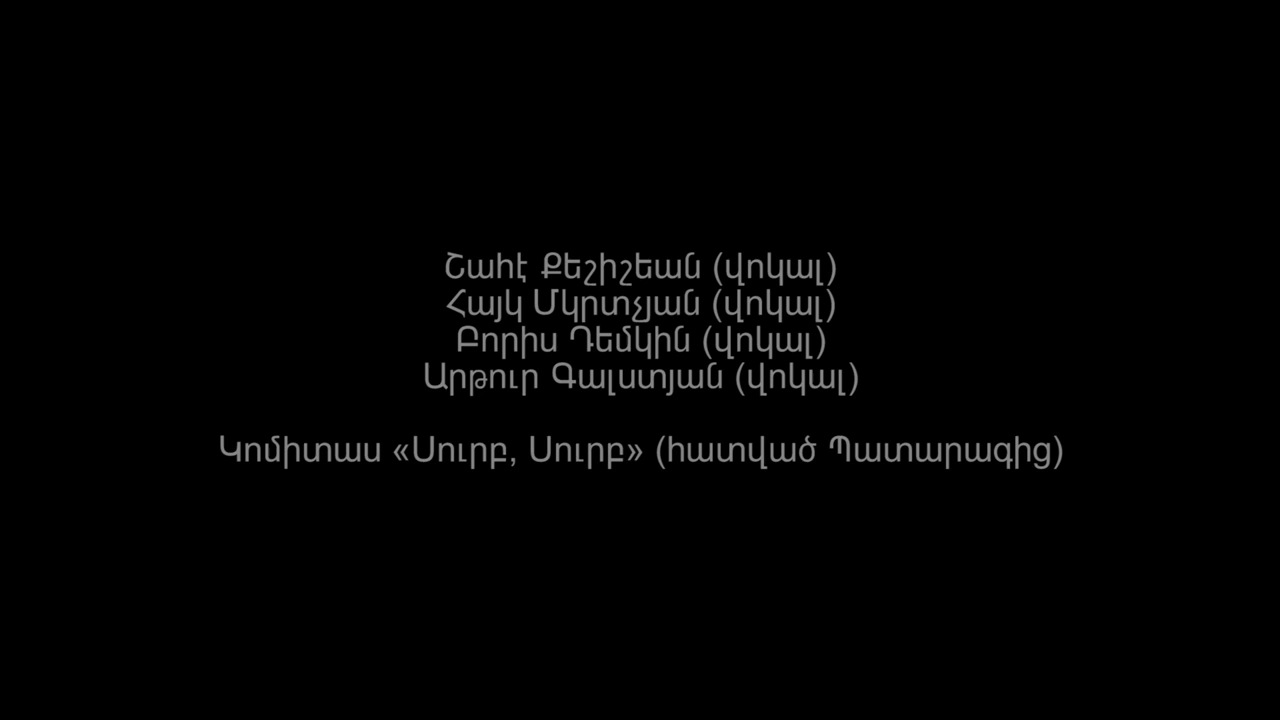 Շահէ Քեշիշեան (վոկալ)
Հայկ Մկրտչյան (վոկալ)
Բորիս Դեմկին (վոկալ)
Արթուր Գալստյան (վոկալ)
Կոմիտաս «Սուրբ, Սուրբ» (հատված Պատարագից)